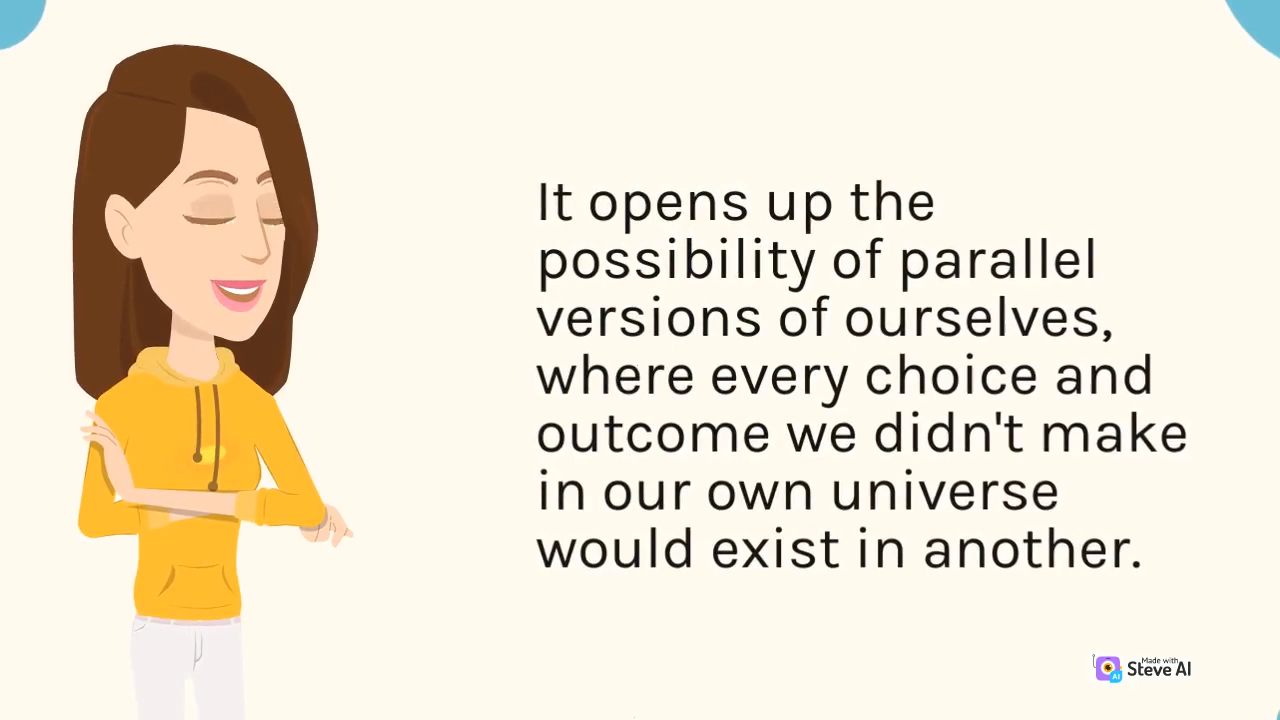 It opens up the
possibility of parallel
versions of ourselves,
where every choice and
outcome we didn't make
in our own universe
would exist in another.
Made with
Steve AI
AI